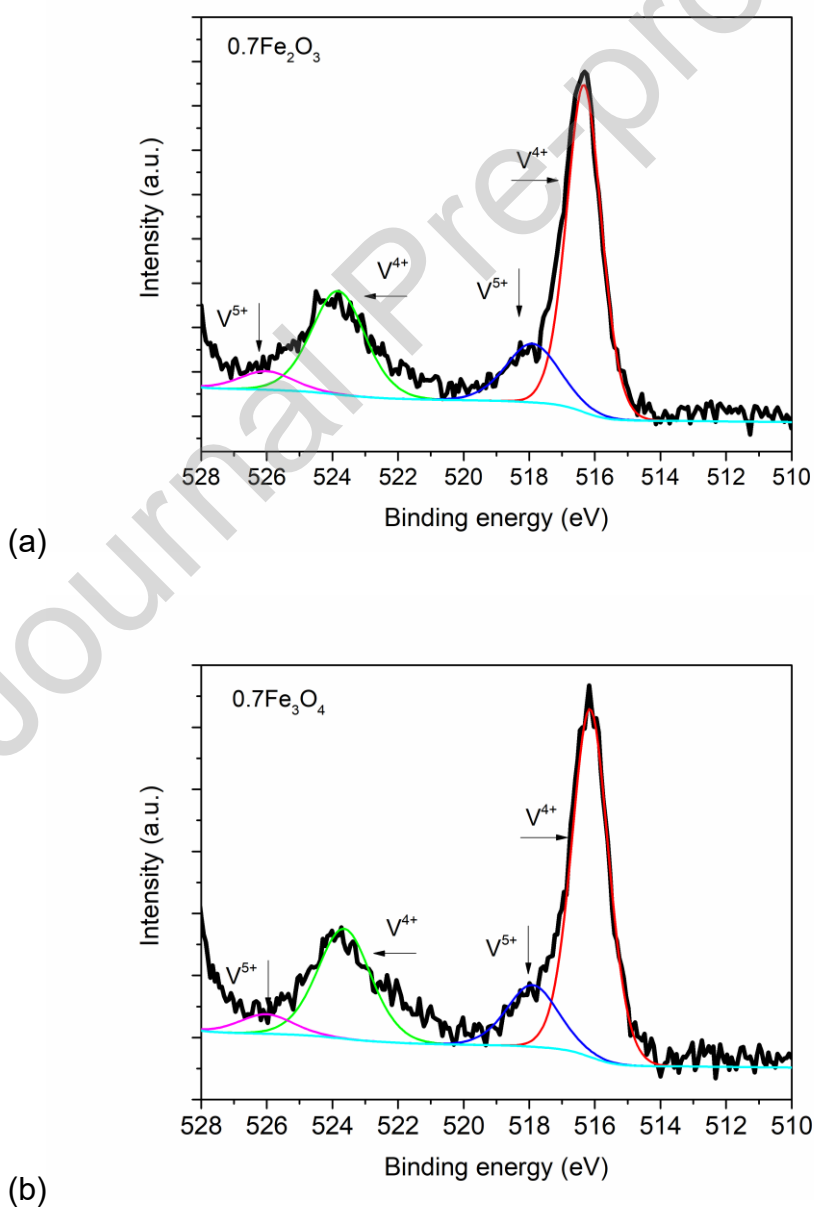 Journal Pre-pro
0.7Fe₂O₃
V⁴⁺
V⁴⁺
V⁵⁺
V⁵⁺
Intensity (a.u.)
528 526 524 522 520 518 516 514 512 510
Binding energy (eV)
(a)
0.7Fe₃O₄
V⁴⁺
V⁴⁺
V⁵⁺
V⁵⁺
Intensity (a.u.)
528 526 524 522 520 518 516 514 512 510
Binding energy (eV)
(b)